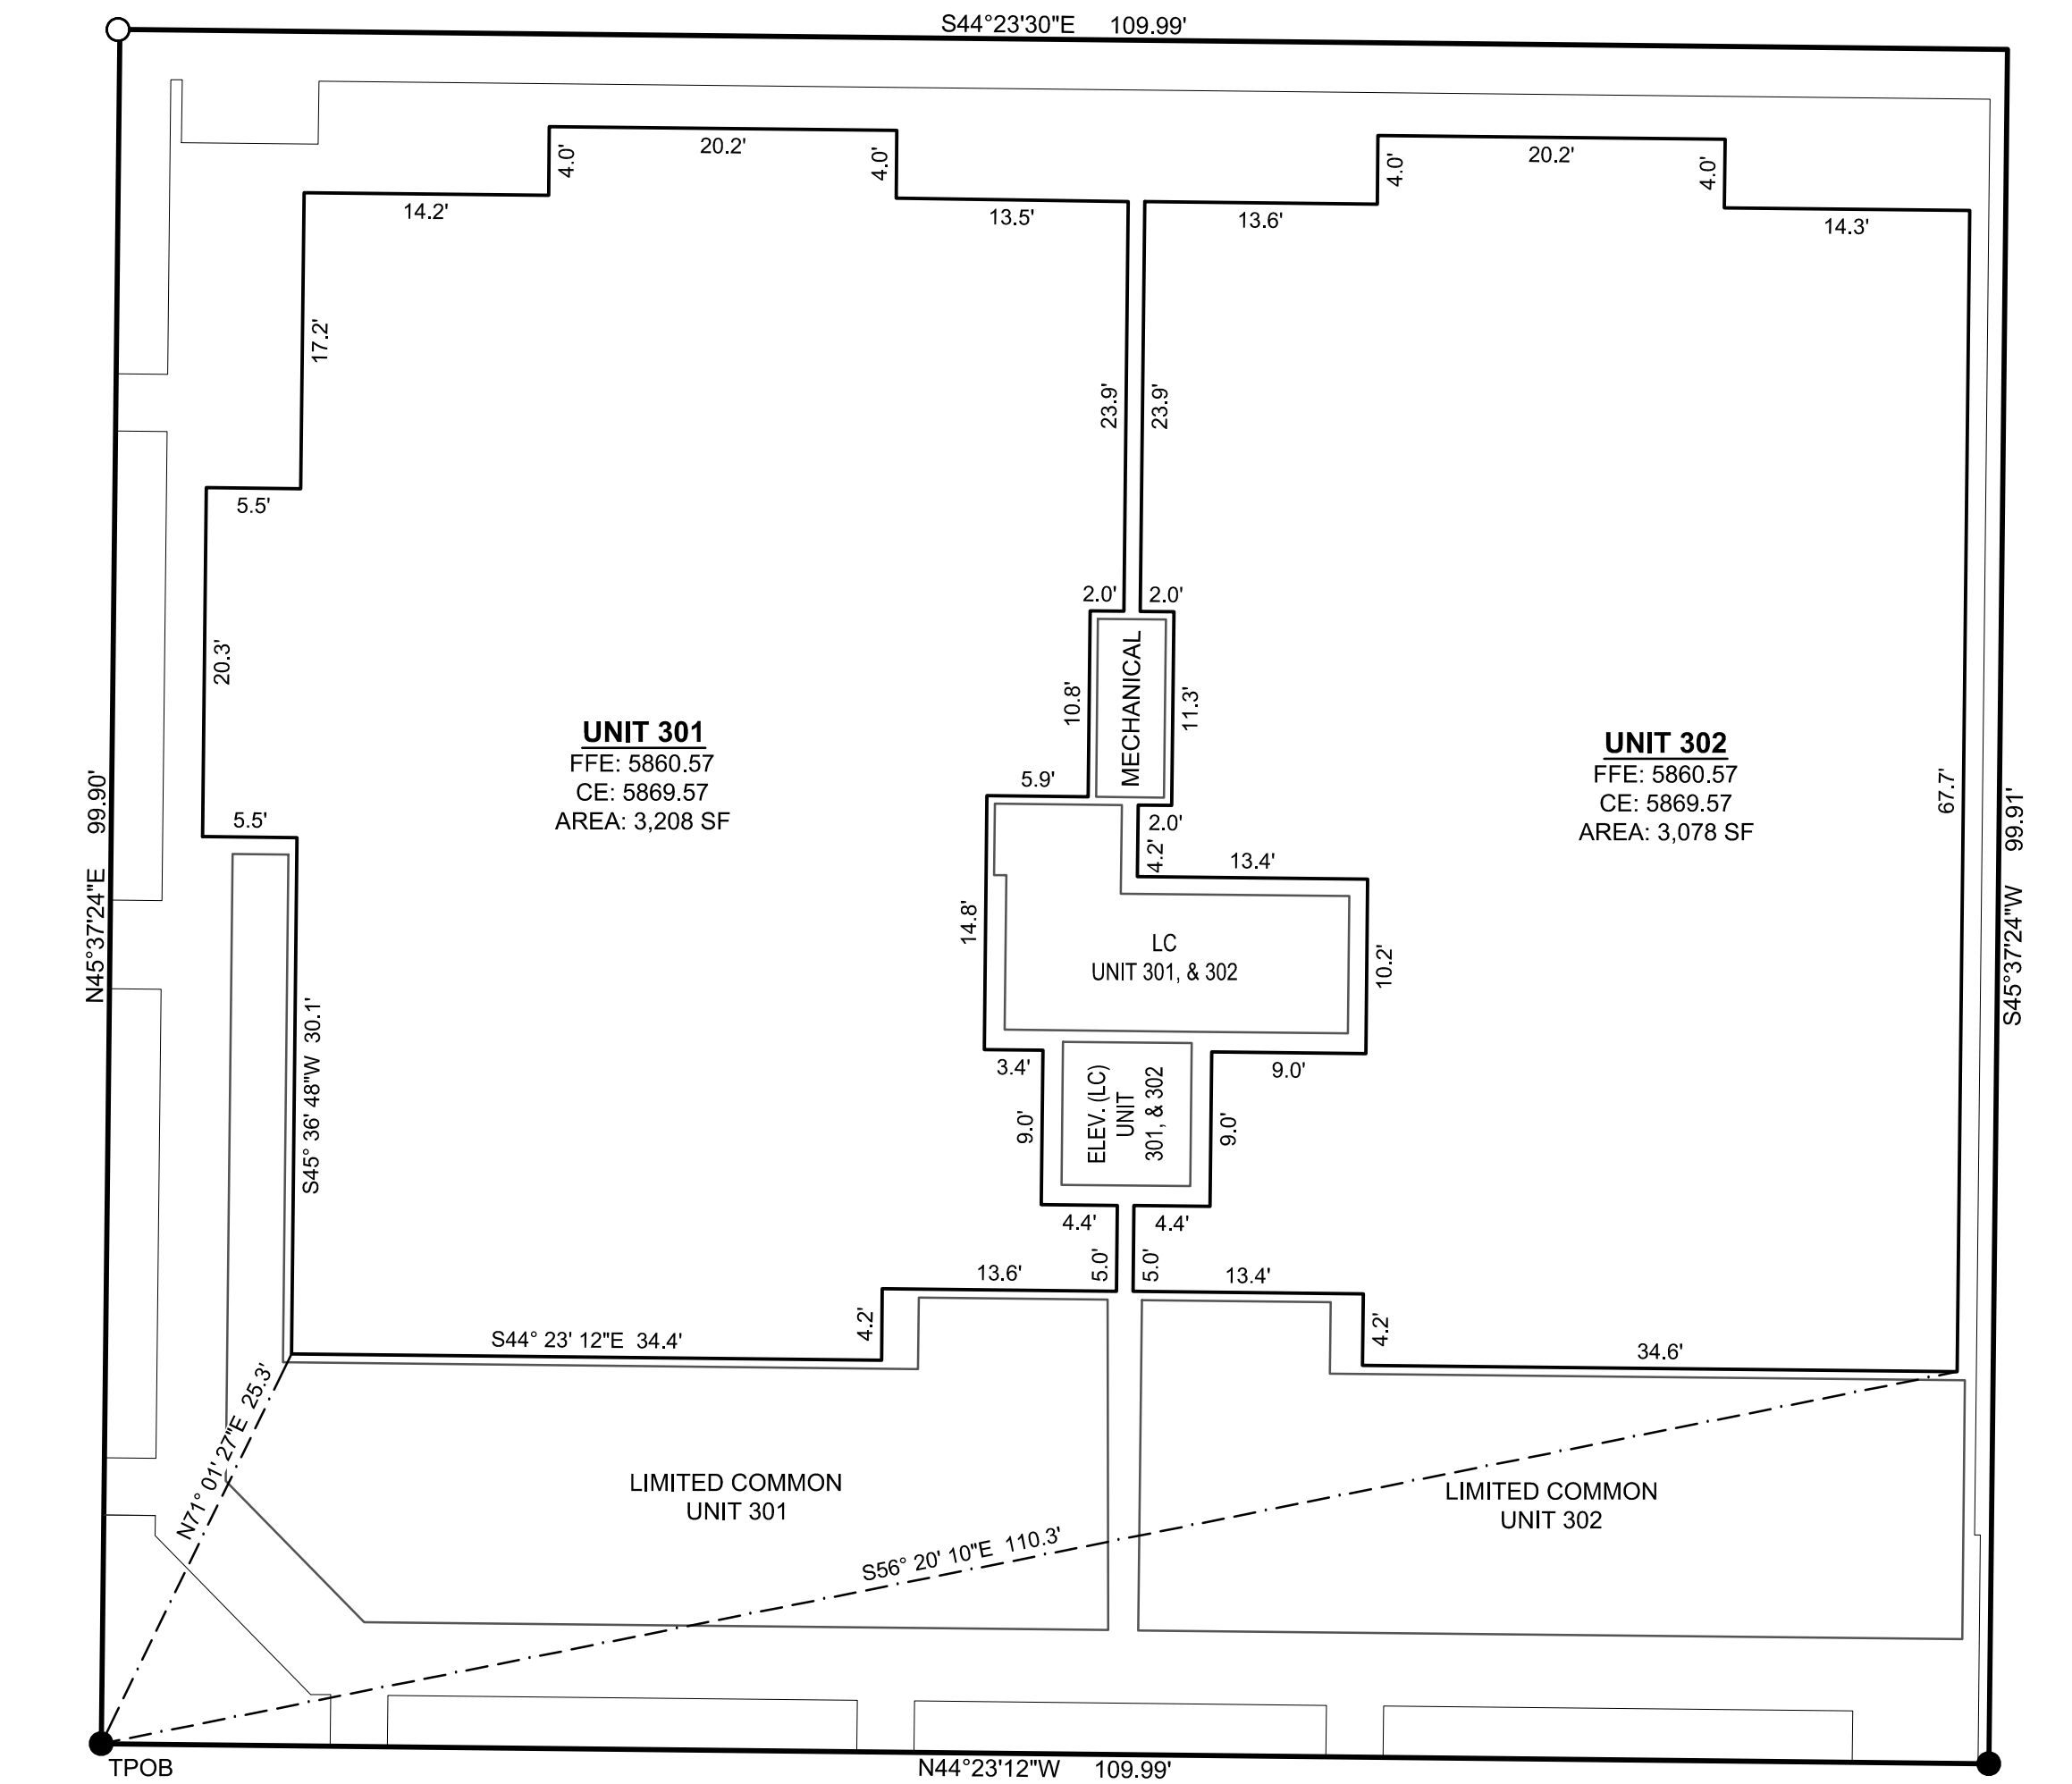 S44°23'30"E 109.99'
20.2'
4.0'
4.0'
20.2'
4.0'
4.0'
14.2'
13.5'
13.6'
14.3'
17.2'
23.9'
23.9'
5.5'
2.0'
2.0'
20.3'
10.8'
MECHANICAL
11.3'
UNIT 301
FFE: 5860.57
CE: 5869.57
AREA: 3,208 SF
UNIT 302
FFE: 5860.57
CE: 5869.57
AREA: 3,078 SF
67.7'
N45°37'24"E 99.90'
S45°37'24"W 99.91'
5.9'
5.5'
2.0'
4.2'
13.4'
14.8'
LC
UNIT 301, & 302
10.2'
S45° 36' 48"W 30.1'
3.4'
9.0'
9.0'
ELEV. (LC)
UNIT
301, & 302
9.0'
4.4'
4.4'
5.0'
5.0'
13.6'
13.4'
4.2'
4.2'
S44° 23' 12"E 34.4'
34.6'
N71° 01' 27"E 25.3'
LIMITED COMMON
UNIT 301
LIMITED COMMON
UNIT 302
S56° 20' 10"E 110.3'
TPOB
N44°23'12"W 109.99'